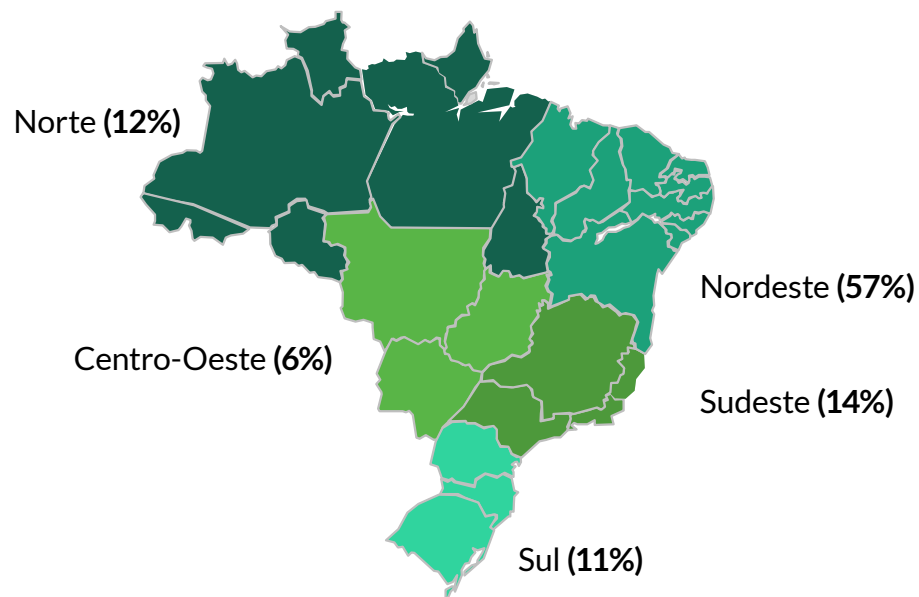 Norte (12%)
Nordeste (57%)
Centro-Oeste (6%)
Sudeste (14%)
Sul (11%)